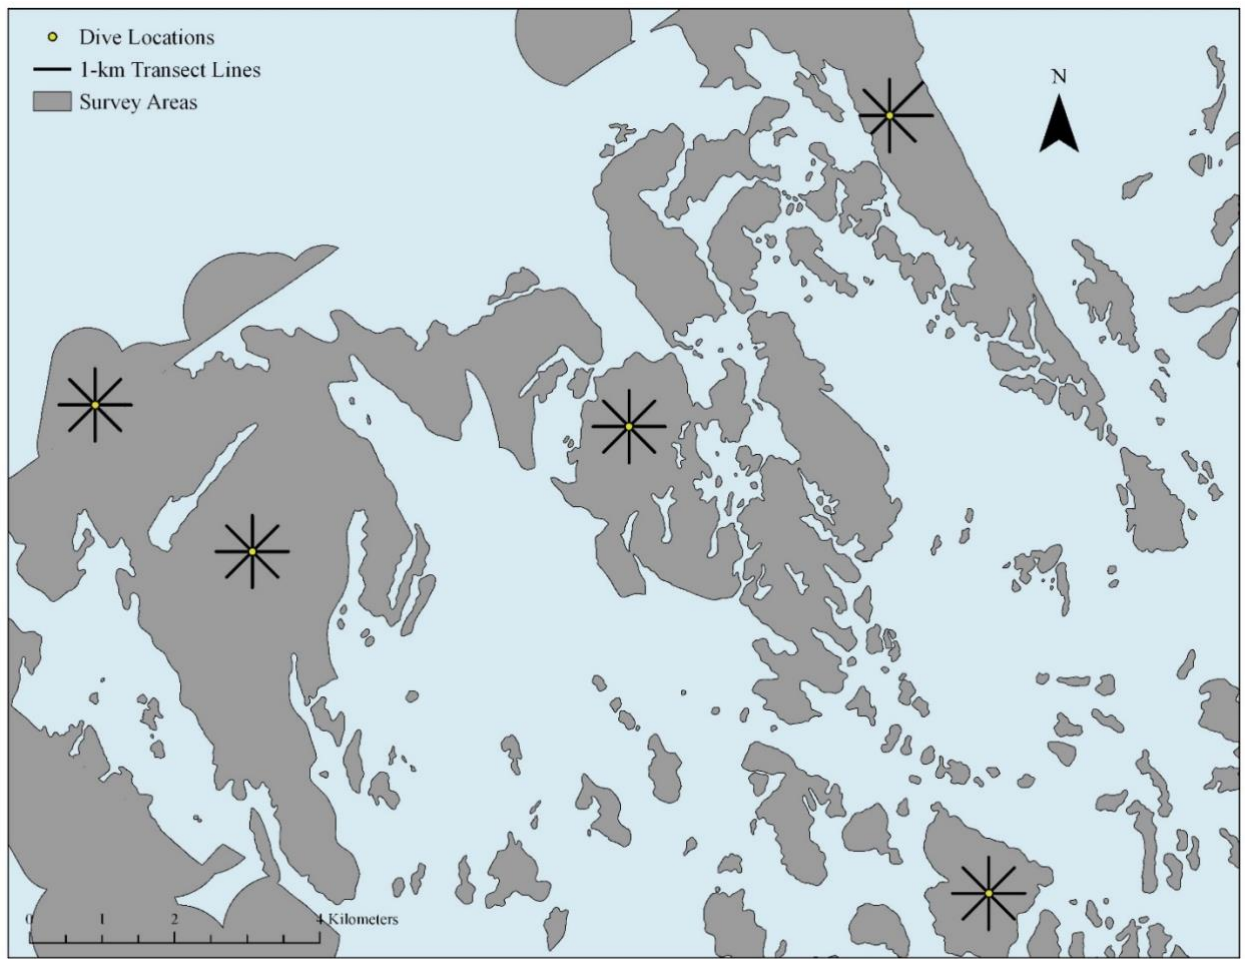 Dive Locations
1-km Transect Lines
Survey Areas
N
0 1 2 4 Kilometers